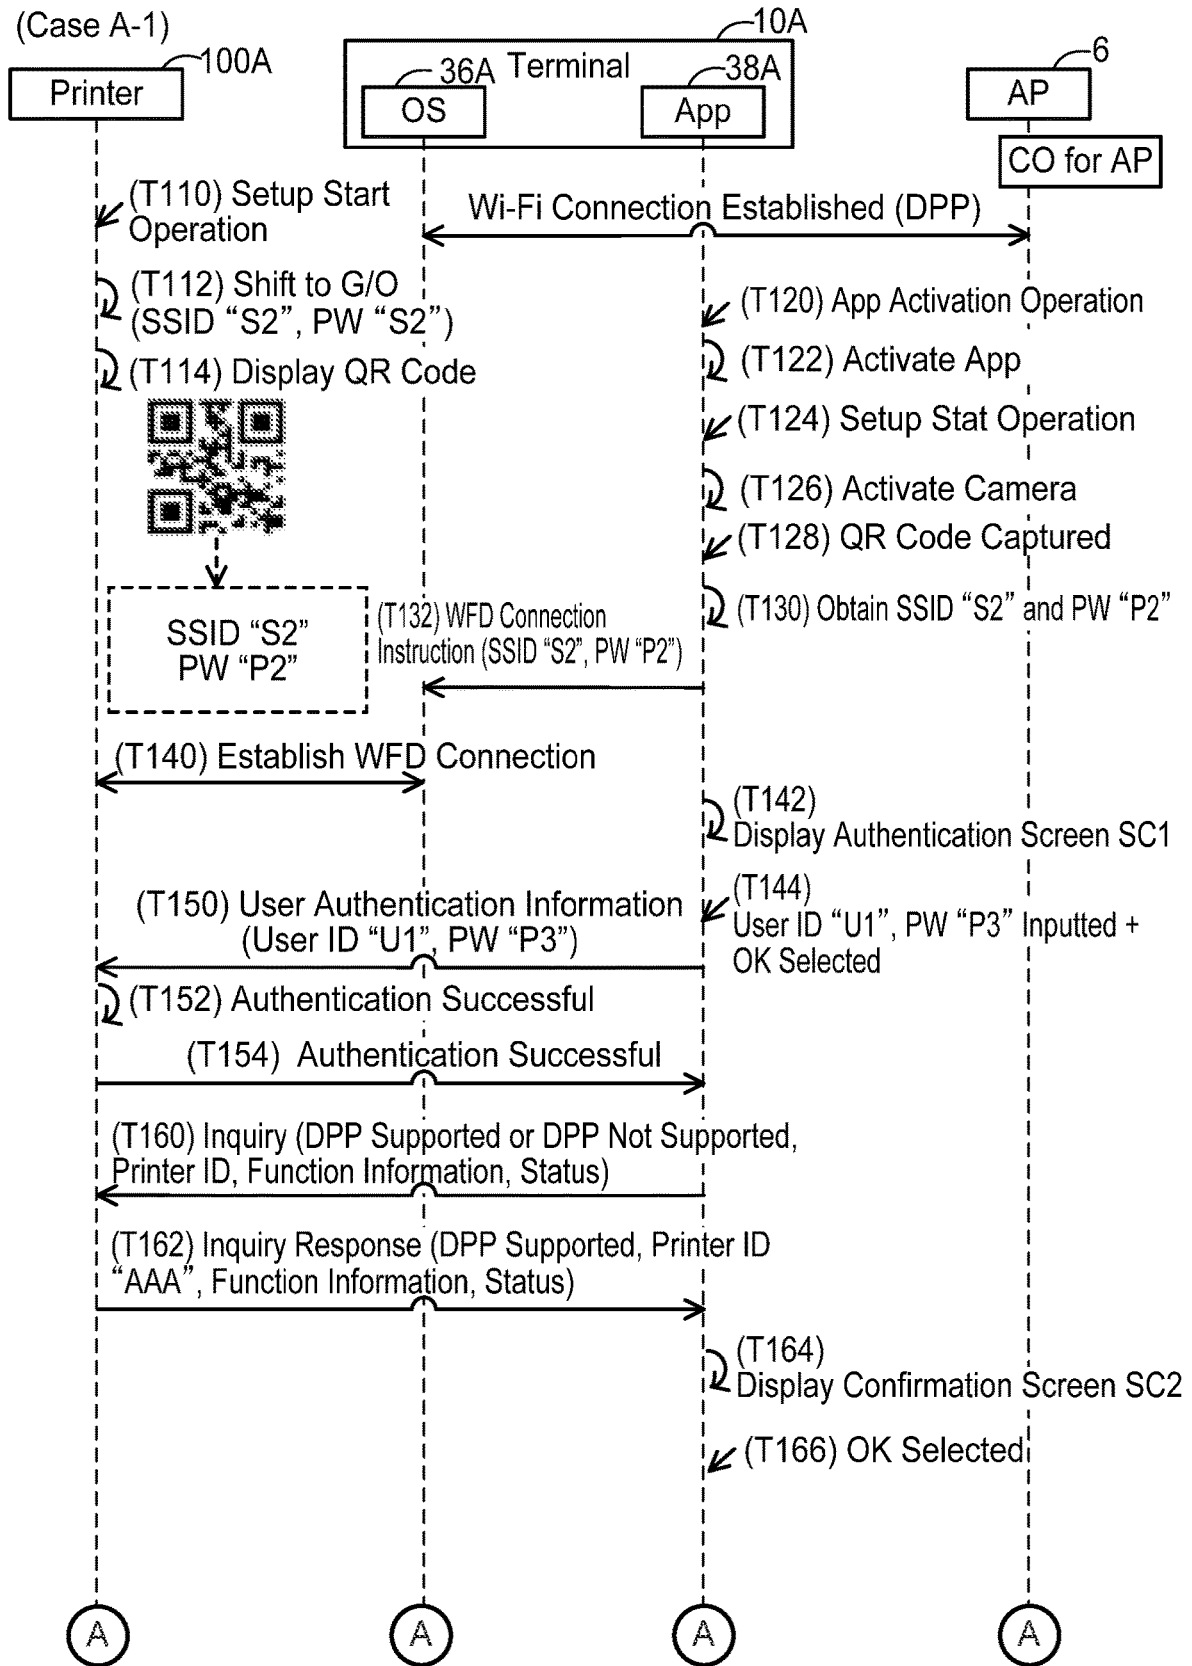 (Case A-1)
10A
6
100A
36A
Terminal
38A
Printer
OS
App
AP
CO for AP
(T110) Setup Start
Operation
Wi-Fi Connection Established (DPP)
(T112) Shift to G/O
(SSID “S2”, PW “S2”)
(T120) App Activation Operation
(T114) Display QR Code
(T122) Activate App
(T124) Setup Stat Operation
(T126) Activate Camera
(T128) QR Code Captured
(T130) Obtain SSID “S2” and PW “P2”
SSID “S2”
PW “P2”
(T132) WFD Connection
Instruction (SSID “S2”, PW “P2”)
(T140) Establish WFD Connection
(T142)
Display Authentication Screen SC1
(T144)
User ID “U1”, PW “P3” Inputted +
OK Selected
(T150) User Authentication Information
(User ID “U1”, PW “P3”)
(T152) Authentication Successful
(T154) Authentication Successful
(T160) Inquiry (DPP Supported or DPP Not Supported,
Printer ID, Function Information, Status)
(T162) Inquiry Response (DPP Supported, Printer ID
“AAA”, Function Information, Status)
(T164)
Display Confirmation Screen SC2
(T166) OK Selected
A
A
A
A